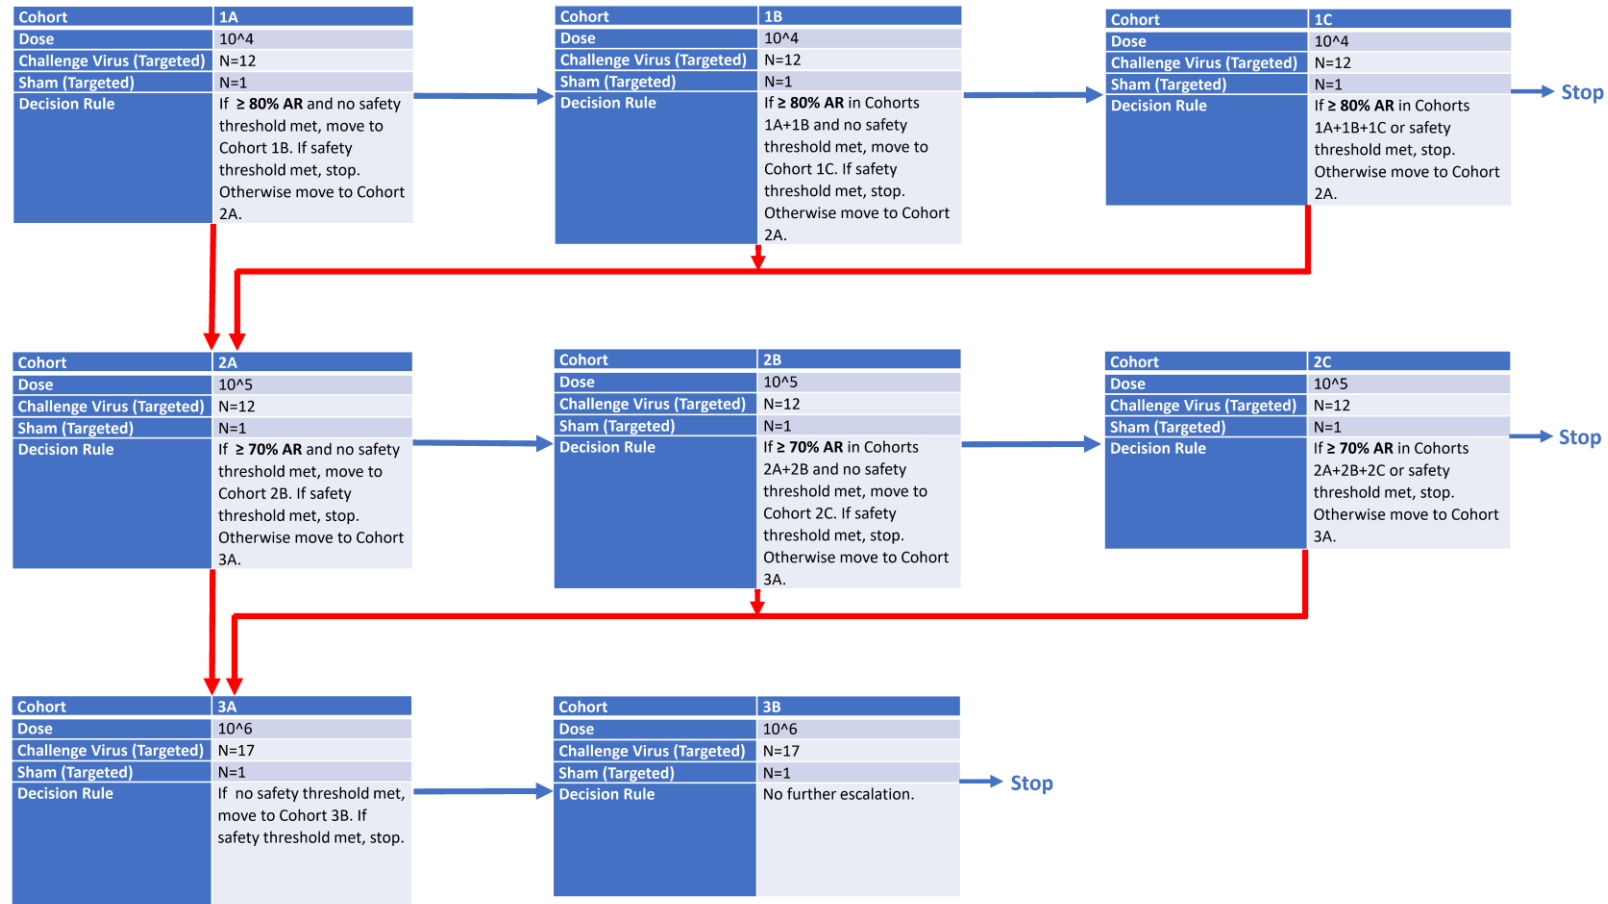 Cohort 1A
Dose 10^4
Challenge Virus (Targeted) N=12
Sham (Targeted) N=1
Decision Rule If ≥ 80% AR and no safety
threshold met, move to
Cohort 1B. If safety
threshold met, stop.
Otherwise move to Cohort
2A.
Cohort 1B
Dose 10^4
Challenge Virus (Targeted) N=12
Sham (Targeted) N=1
Decision Rule If ≥ 80% AR in Cohorts
1A+1B and no safety
threshold met, move to
Cohort 1C. If safety
threshold met, stop.
Otherwise move to Cohort
2A.
Cohort 1C
Dose 10^4
Challenge Virus (Targeted) N=12
Sham (Targeted) N=1
Decision Rule If ≥ 80% AR in Cohorts
1A+1B+1C or safety
threshold met, stop.
Otherwise move to Cohort
2A.
Stop
Cohort 2A
Dose 10^5
Challenge Virus (Targeted) N=12
Sham (Targeted) N=1
Decision Rule If ≥ 70% AR and no safety
threshold met, move to
Cohort 2B. If safety
threshold met, stop.
Otherwise move to Cohort
3A.
Cohort 2B
Dose 10^5
Challenge Virus (Targeted) N=12
Sham (Targeted) N=1
Decision Rule If ≥ 70% AR in Cohorts
2A+2B and no safety
threshold met, move to
Cohort 2C. If safety
threshold met, stop.
Otherwise move to Cohort
3A.
Cohort 2C
Dose 10^5
Challenge Virus (Targeted) N=12
Sham (Targeted) N=1
Decision Rule If ≥ 70% AR in Cohorts
2A+2B+2C or safety
threshold met, stop.
Otherwise move to Cohort
3A.
Stop
Cohort 3A
Dose 10^6
Challenge Virus (Targeted) N=17
Sham (Targeted) N=1
Decision Rule If no safety threshold met,
move to Cohort 3B. If
safety threshold met, stop.
Cohort 3B
Dose 10^6
Challenge Virus (Targeted) N=17
Sham (Targeted) N=1
Decision Rule No further escalation.
Stop